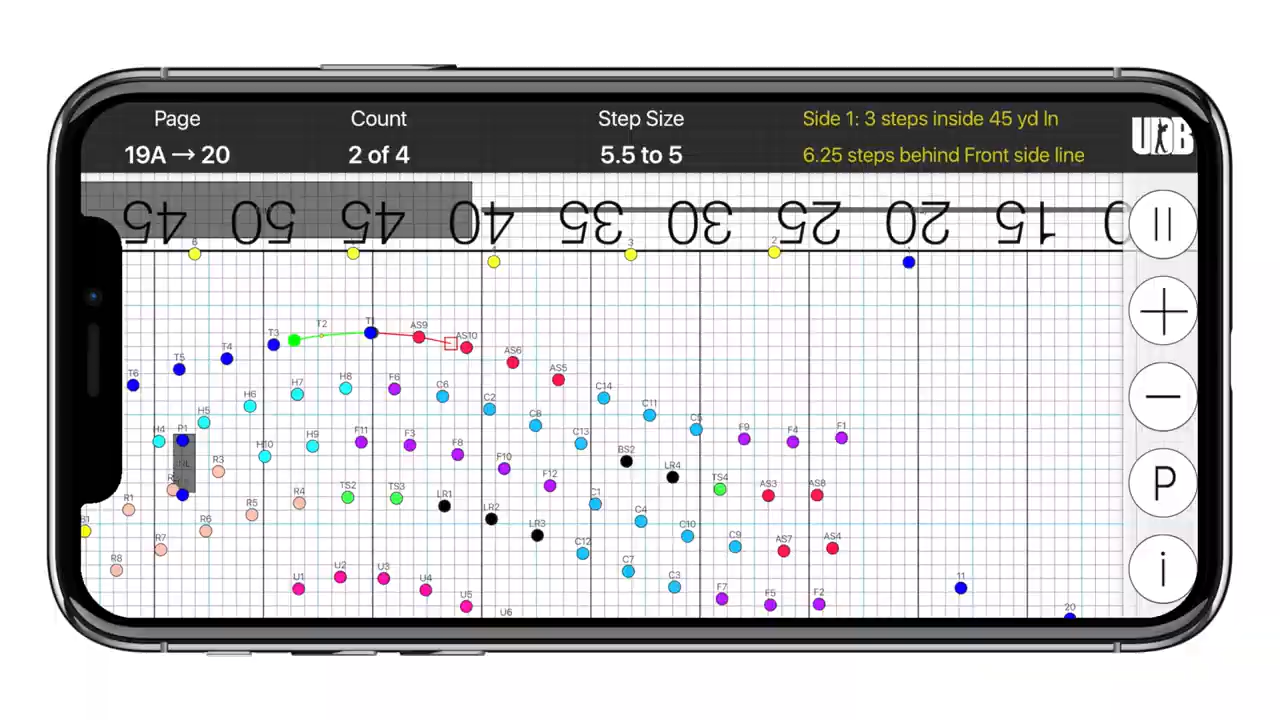 Page
Count
Step Size
Side 1: 3 steps inside 45 yd ln
19A → 20
2 of 4
5.5 to 5
6.25 steps behind Front side line
UDB
45 50 45 40 35 30 25 20 15 0
6 3 2
T2 T1 AS9
T3 AS10
T4 AS6
T5 AS5
T6 H7 H8 F6 C6 C14
H6 C2 C11
H5 C8 C5
H4 P1 H10 H9 F11 F3 F8 C13 F9 F4 F1
R3 F10 BS2 LR4
F12 TS4 AS3 AS8
R1 R4 TS2 TS3 LR1 C1
R5 LR2 C4
R6 LR3 C10
R7 C12 C9 AS7 AS4
R8 U1 U2 U3 U4 C7 C3
U5 U6 F7 F5 F2 11
20
P
i